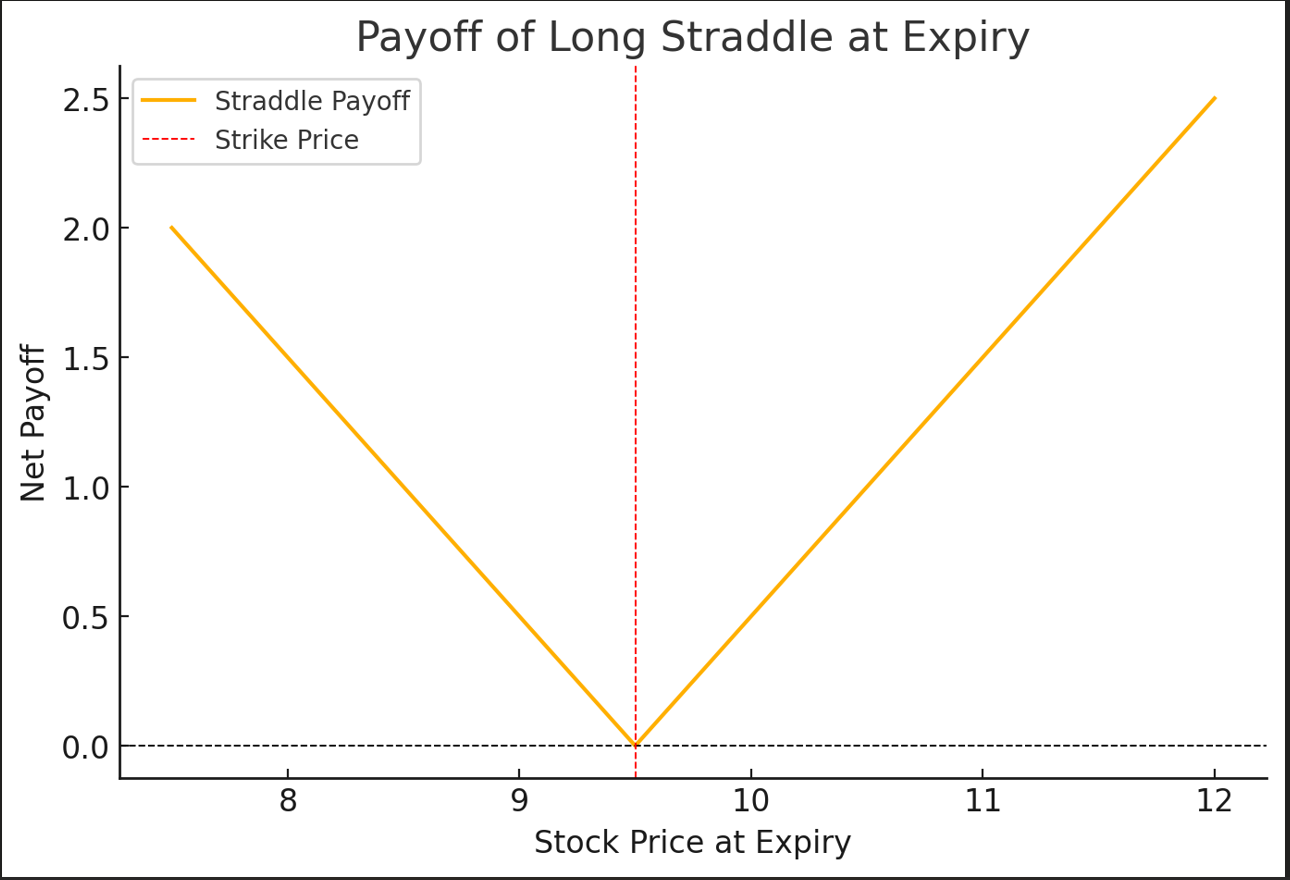 Payoff of Long Straddle at Expiry
Straddle Payoff
Strike Price
2.5
2.0
1.5
1.0
0.5
0.0
Net Payoff
8 9 10 11 12
Stock Price at Expiry